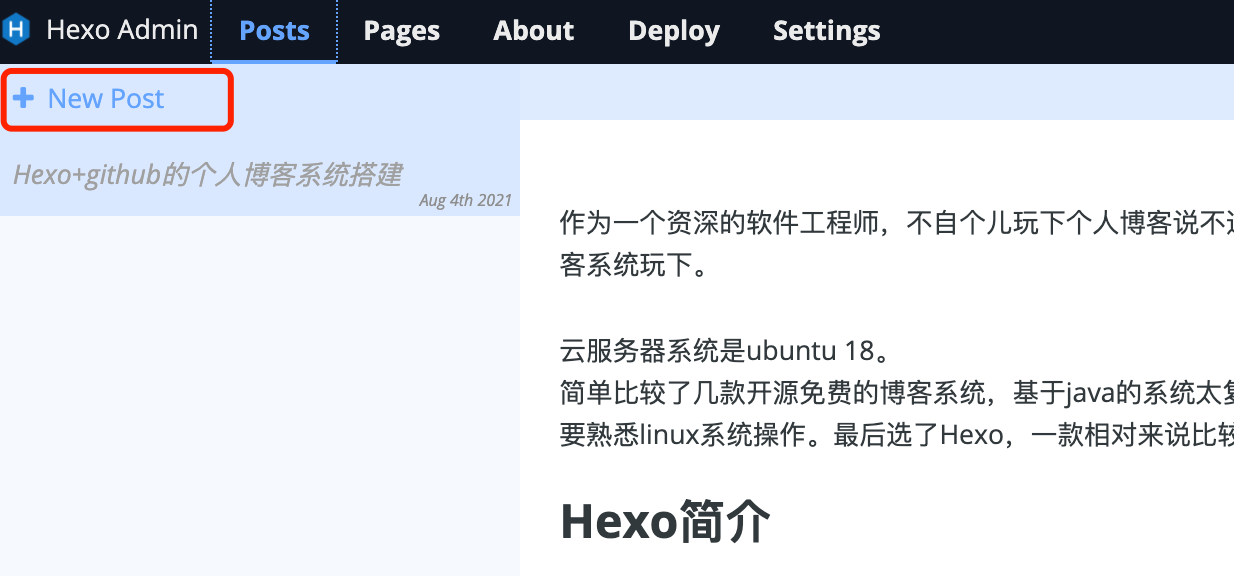 Hexo Admin Posts Pages About Deploy Settings
+ New Post
Hexo+github的个人博客系统搭建
Aug 4th 2021
作为一个资深的软件工程师，不自个儿玩下个人博客说不
客系统玩下。
云服务器系统是ubuntu 18。
简单比较了几款开源免费的博客系统，基于java的系统太
要熟悉linux系统操作。最后选了Hexo，一款相对来说比较
Hexo简介